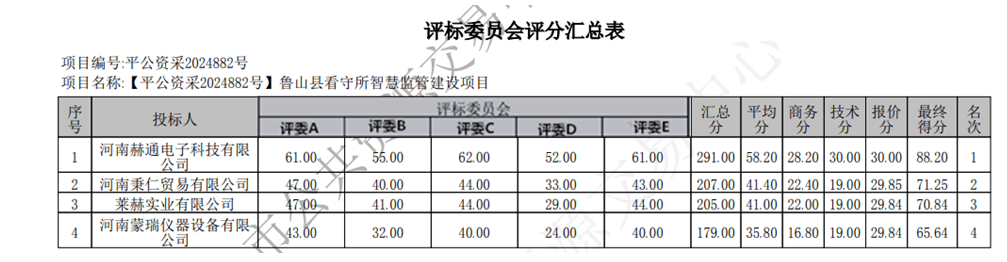 评标委员会评分汇总表
项目编号:平公资采2024882号
项目名称:【平公资采2024882号】鲁山县看守所智慧监管建设项目
序号 投标人 评标委员会 汇总分 平均分 商务分 技术分 报价分 最终得分 名次
评委A 评委B 评委C 评委D 评委E
1 河南赫通电子科技有限公司 61.00 55.00 62.00 52.00 61.00 291.00 58.20 28.20 30.00 30.00 88.20 1
2 河南秉仁贸易有限公司 47.00 40.00 44.00 33.00 43.00 207.00 41.40 22.40 19.00 29.85 71.25 2
3 莱赫实业有限公司 47.00 41.00 44.00 29.00 44.00 205.00 41.00 22.00 19.00 29.84 70.84 3
4 河南蒙瑞仪器设备有限公司 43.00 32.00 40.00 24.00 40.00 179.00 35.80 16.80 19.00 29.84 65.64 4
市公共资源交易
源交易中心